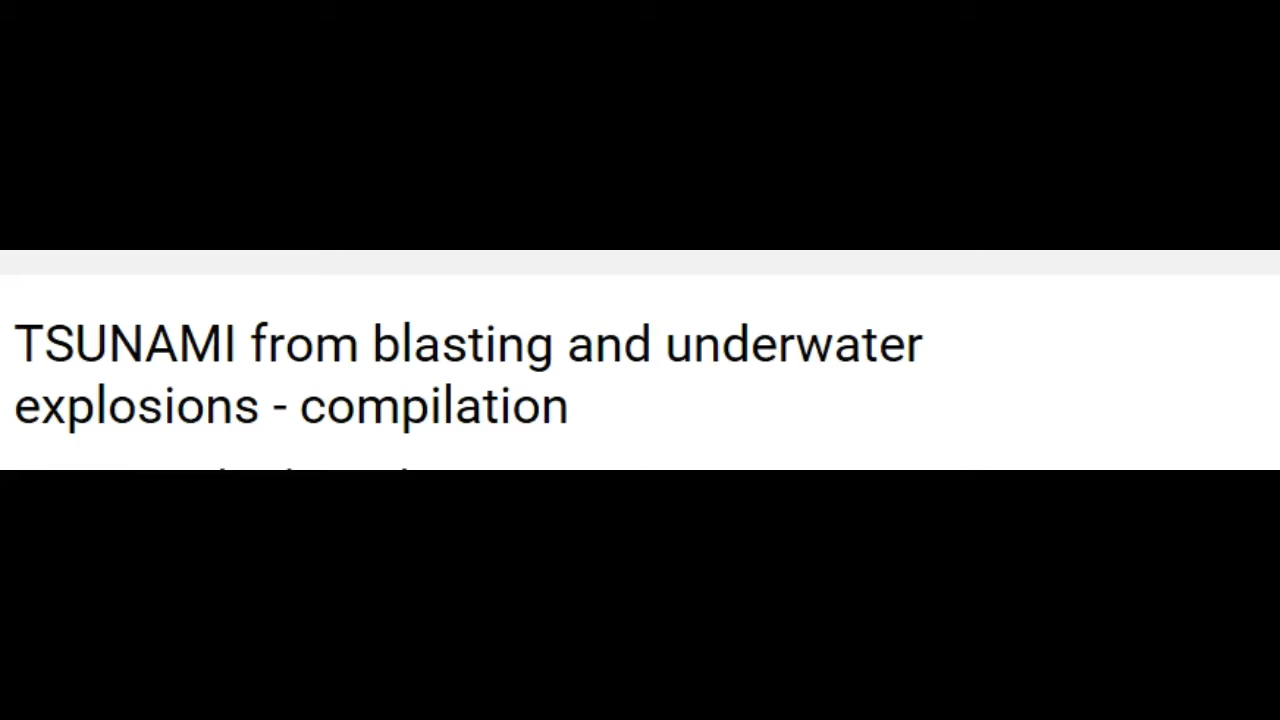 TSUNAMI from blasting and underwater
explosions - compilation